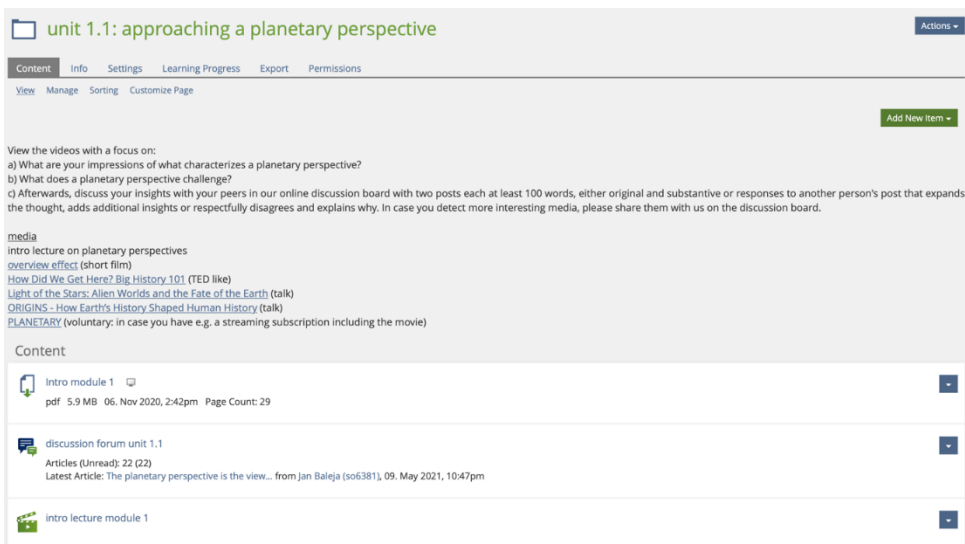 unit 1.1: approaching a planetary perspective
Actions
Content Info Settings Learning Progress Export Permissions
View Manage Sorting Customize Page
Add New Item
View the videos with a focus on:
a) What are your impressions of what characterizes a planetary perspective?
b) What does a planetary perspective challenge?
c) Afterwards, discuss your insights with your peers in our online discussion board with two posts each at least 100 words, either original and substantive or responses to another person's post that expands
the thought, adds additional insights or respectfully disagrees and explains why. In case you detect more interesting media, please share them with us on the discussion board.
media
intro lecture on planetary perspectives
overview effect (short film)
How Did We Get Here? Big History 101 (TED like)
Light of the Stars: Alien Worlds and the Fate of the Earth (talk)
ORIGINS - How Earth's History Shaped Human History (talk)
PLANETARY (voluntary: in case you have e.g. a streaming subscription including the movie)
Content
Intro module 1
pdf 5.9 MB 06. Nov 2020, 2:42pm Page Count: 29
discussion forum unit 1.1
Articles (Unread): 22 (22)
Latest Article: The planetary perspective is the view... from Jan Baleja (so6381), 09. May 2021, 10:47pm
intro lecture module 1